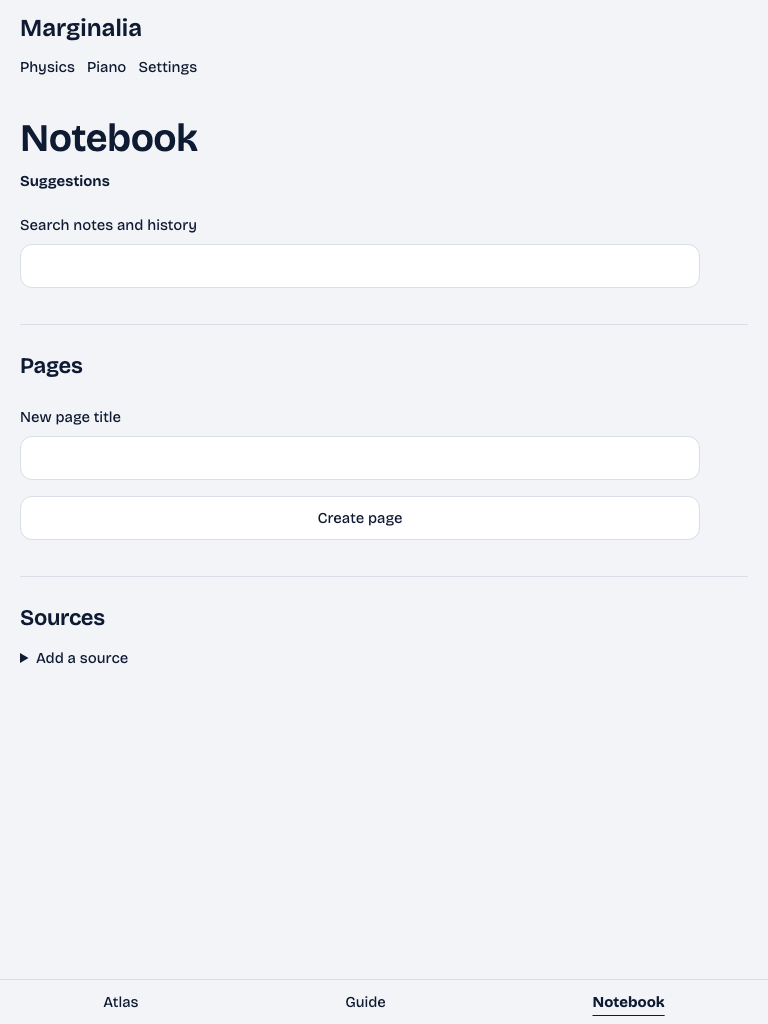 Marginalia
Physics Piano Settings
Notebook
Suggestions
Search notes and history
Pages
New page title
Create page
Sources
Add a source
Atlas Guide Notebook